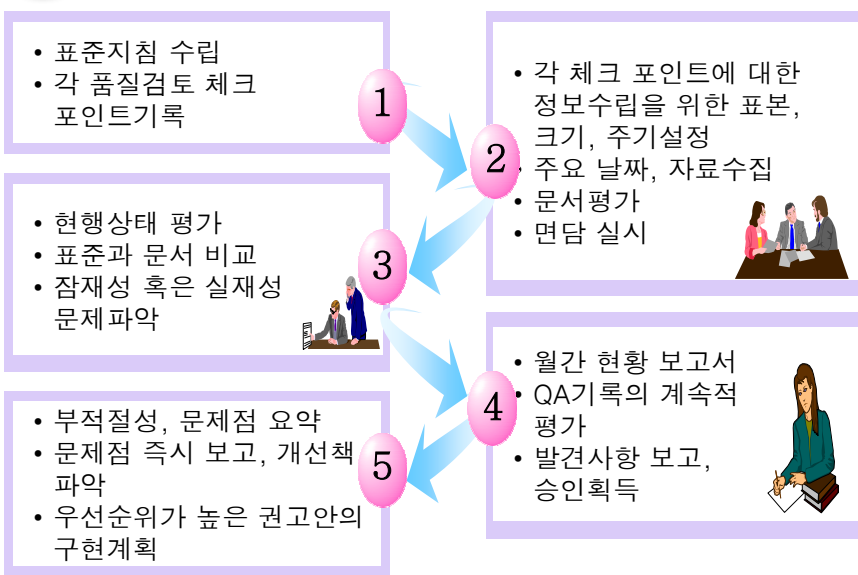 • 표준지침 수립
• 각 품질검토 체크
포인트기록
1
• 각 체크 포인트에 대한
정보수립을 위한 표본,
크기, 주기설정
• 주요 날짜, 자료수집
• 문서평가
• 면담 실시
2
• 현행상태 평가
• 표준과 문서 비교
• 잠재성 혹은 실재성
문제파악
3
• 월간 현황 보고서
• QA기록의 계속적
평가
• 발견사항 보고,
승인획득
4
• 부적절성, 문제점 요약
• 문제점 즉시 보고, 개선책
파악
• 우선순위가 높은 권고안의
구현계획
5